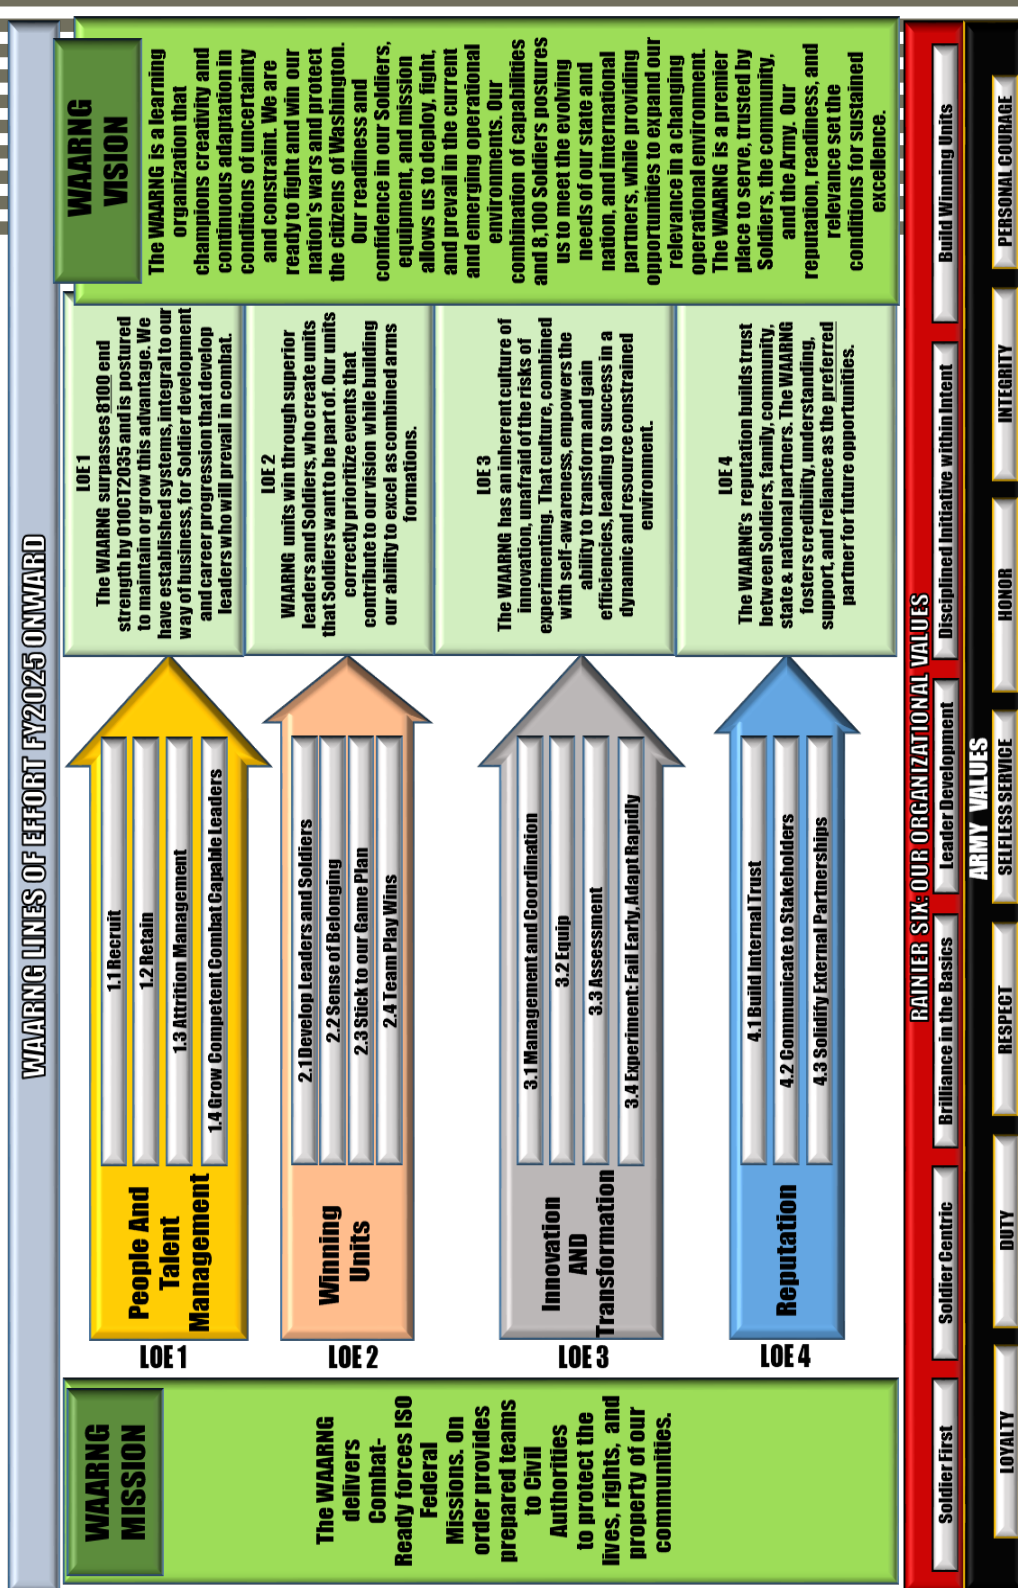 WAARNG LINES OF EFFORT FY2025 ONWARD
WAARNG
MISSION
The WAARNG
delivers
Combat-
Ready forces ISO
Federal
Missions. On
order provides
prepared teams
to Civil
Authorities
to protect the
lives, rights, and
property of our
communities.
LOE 1
People And
Talent
Management
1.1 Recruit
1.2 Retain
1.3 Attrition Management
1.4 Grow Competent Combat Capable Leaders
LOE 1
The WAARNG surpasses 8100 end
strength by 01OCT2035 and is postured
to maintain or grow this advantage. We
have established systems, integral to our
way of business, for Soldier development
and career progression that develop
leaders who will prevail in combat.
LOE 2
Winning
Units
2.1 Develop Leaders and Soldiers
2.2 Sense of Belonging
2.3 Stick to our Game Plan
2.4 Team Play Wins
LOE 2
WAARNG units win through superior
leaders and Soldiers, who create units
that Soldiers want to be part of. Our units
correctly prioritize events that
contribute to our vision while building
our ability to excel as combined arms
formations.
LOE 3
Innovation
AND
Transformation
3.1 Management and Coordination
3.2 Equip
3.3 Assessment
3.4 Experiment: Fail Early, Adapt Rapidly
LOE 3
The WAARNG has an inherent culture of
innovation, unafraid of the risks of
experimenting. That culture, combined
with self-awareness, empowers the
ability to transform and gain
efficiencies, leading to success in a
dynamic and resource constrained
environment.
LOE 4
Reputation
4.1 Build Internal Trust
4.2 Communicate to Stakeholders
4.3 Solidify External Partnerships
LOE 4
The WAARNG's reputation builds trust
between Soldiers, family, community,
state & national partners. The WAARNG
fosters credibility, understanding,
support, and reliance as the preferred
partner for future opportunities.
WAARNG
VISION
The WAARNG is a learning
organization that
champions creativity and
continuous adaptation in
conditions of uncertainty
and constraint. We are
ready to fight and win our
nation's wars and protect
the citizens of Washington.
Our readiness and
confidence in our Soldiers,
equipment, and mission
allows us to deploy, fight,
and prevail in the current
and emerging operational
environments. Our
combination of capabilities
and 8,100 Soldiers postures
us to meet the evolving
needs of our state and
nation, and international
partners, while providing
opportunities to expand our
relevance in a changing
operational environment.
The WAARNG is a premier
place to serve, trusted by
Soldiers, the community,
and the Army. Our
reputation, readiness, and
relevance set the
conditions for sustained
excellence.
RAINIER SIX: OUR ORGANIZATIONAL VALUES
Soldier First
Soldier Centric
Brilliance in the Basics
Leader Development
Disciplined Initiative within Intent
Build Winning Units
ARMY VALUES
LOYALTY
DUTY
RESPECT
SELFLESS SERVICE
HONOR
INTEGRITY
PERSONAL COURAGE